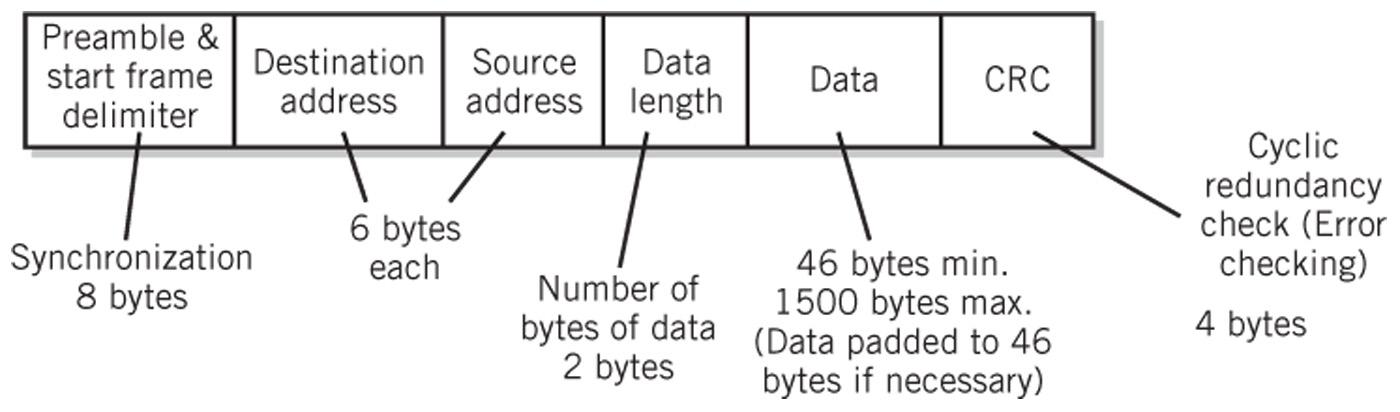 Preamble &
start frame
delimiter
Destination
address
Source
address
Data
length
Data
CRC
Synchronization
8 bytes
6 bytes
each
Number of
bytes of data
2 bytes
46 bytes min.
1500 bytes max.
(Data padded to 46
bytes if necessary)
Cyclic
redundancy
check (Error
checking)
4 bytes